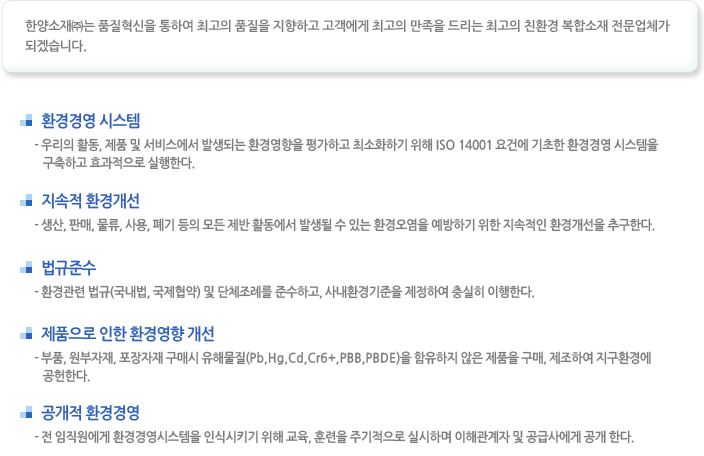 한양소재㈜는 품질혁신을 통하여 최고의 품질을 지향하고 고객에게 최고의 만족을 드리는 최고의 친환경 복합소재 전문업체가
되겠습니다.
환경경영 시스템
- 우리의 활동, 제품 및 서비스에서 발생되는 환경영향을 평가하고 최소화하기 위해 ISO 14001 요건에 기초한 환경경영 시스템을
구축하고 효과적으로 실행한다.
지속적 환경개선
- 생산, 판매, 물류, 사용, 폐기 등의 모든 제반 활동에서 발생될 수 있는 환경오염을 예방하기 위한 지속적인 환경개선을 추구한다.
법규준수
- 환경관련 법규(국내법, 국제협약) 및 단체조례를 준수하고, 사내환경기준을 제정하여 충실히 이행한다.
제품으로 인한 환경영향 개선
- 부품, 원부자재, 포장자재 구매시 유해물질(Pb,Hg,Cd,Cr6+,PBB,PBDE)을 함유하지 않은 제품을 구매, 제조하여 지구환경에
공헌한다.
공개적 환경경영
- 전 임직원에게 환경경영시스템을 인식시키기 위해 교육, 훈련을 주기적으로 실시하며 이해관계자 및 공급사에게 공개 한다.